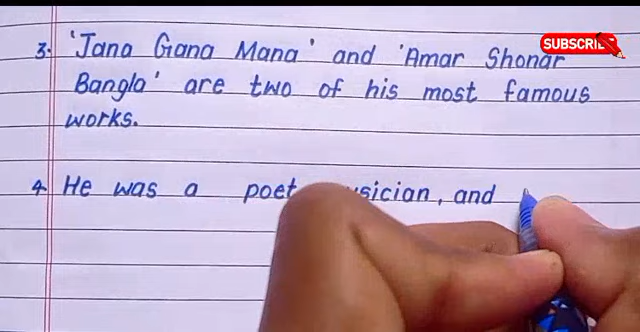 3. 'Jana Gana Mana' and 'Amar Shonar
Bangla' are two of his most famous
works.
4. He was a poet, and
SUBSCRIBE